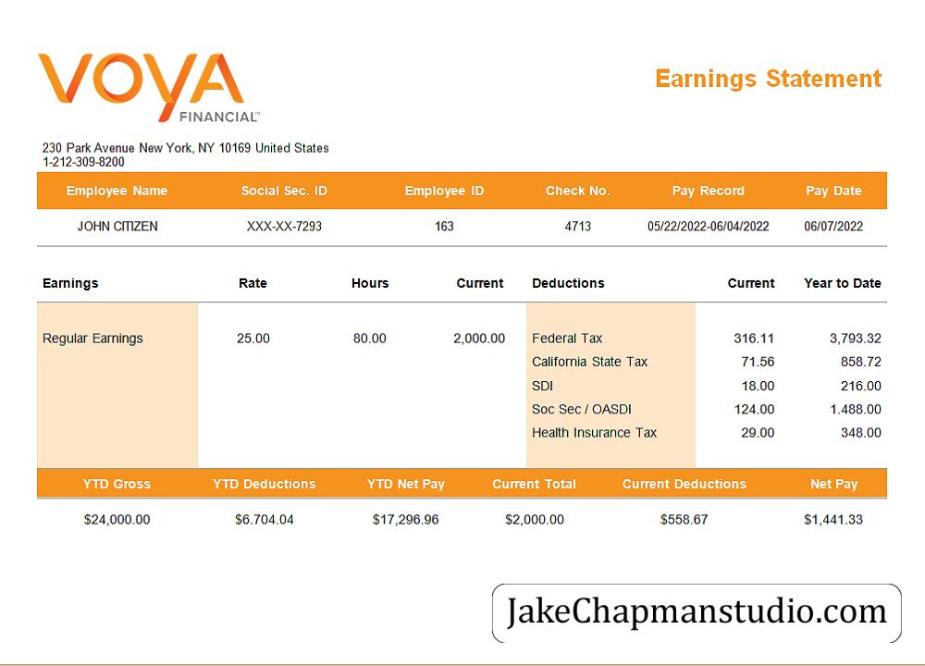 VOYA
FINANCIAL™
Earnings Statement
230 Park Avenue New York, NY 10169 United States
1-212-309-8200
Employee Name Social Sec. ID Employee ID Check No. Pay Record Pay Date
JOHN CITIZEN XXX-XX-7293 163 4713 05/22/2022-06/04/2022 06/07/2022
Earnings Rate Hours Current Deductions Current Year to Date
Regular Earnings 25.00 80.00 2,000.00 Federal Tax 316.11 3,793.32
California State Tax 71.56 858.72
SDI 18.00 216.00
Soc Sec / OASDI 124.00 1.488.00
Health Insurance Tax 29.00 348.00
YTD Gross YTD Deductions YTD Net Pay Current Total Current Deductions Net Pay
$24,000.00 $6.704.04 $17,296.96 $2,000.00 $558.67 $1,441.33
JakeChapmanstudio.com